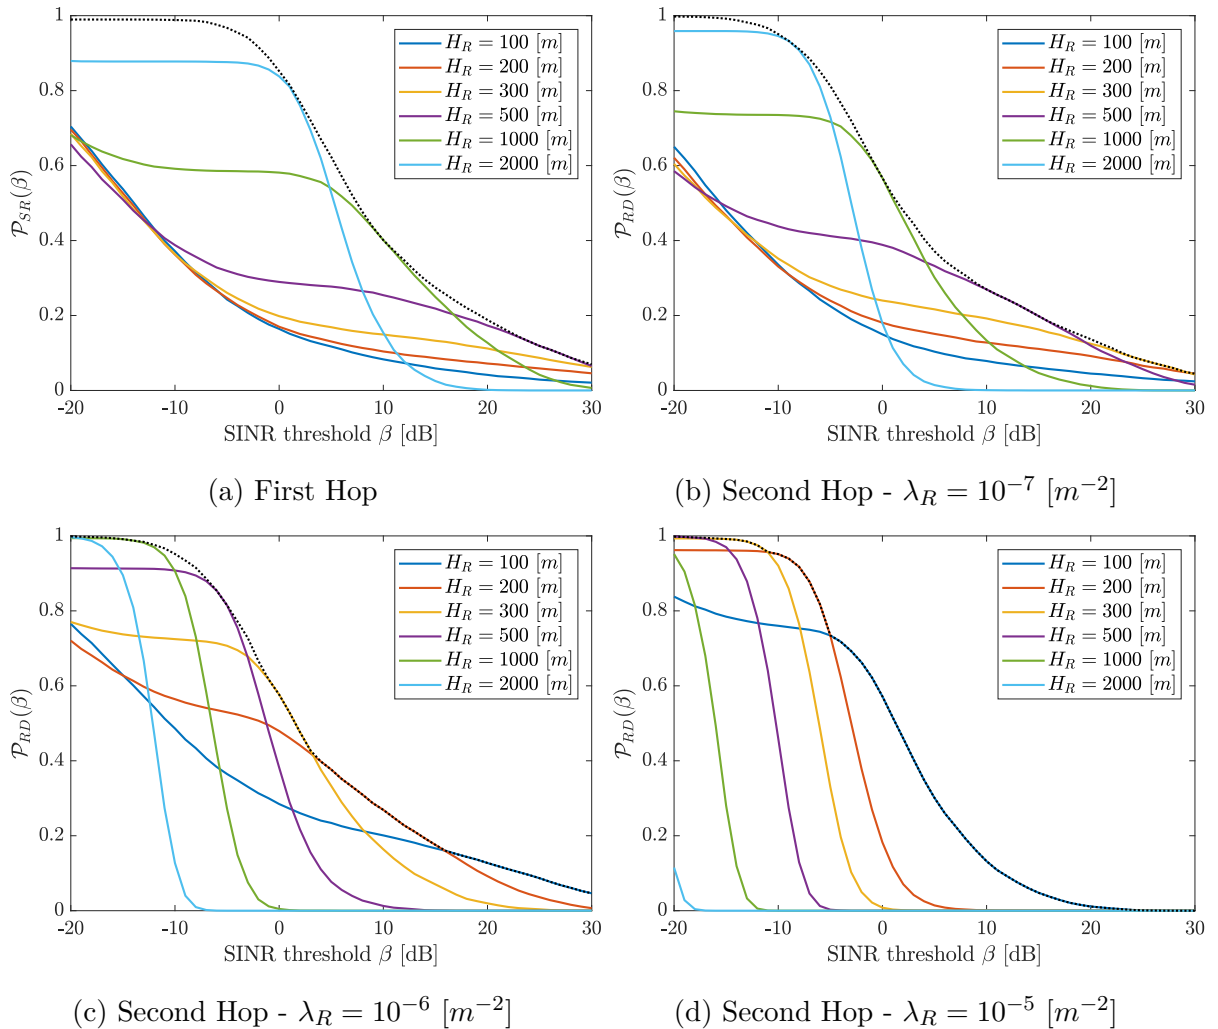 1
0.8
0.6
0.4
0.2
0
-20 -10 0 10 20 30
P_SR(β)
SINR threshold β [dB]
H_R = 100 [m]
H_R = 200 [m]
H_R = 300 [m]
H_R = 500 [m]
H_R = 1000 [m]
H_R = 2000 [m]
(a) First Hop
1
0.8
0.6
0.4
0.2
0
-20 -10 0 10 20 30
P_RD(β)
SINR threshold β [dB]
H_R = 100 [m]
H_R = 200 [m]
H_R = 300 [m]
H_R = 500 [m]
H_R = 1000 [m]
H_R = 2000 [m]
(b) Second Hop - λ_R = 10^{-7} [m^{-2}]
1
0.8
0.6
0.4
0.2
0
-20 -10 0 10 20 30
P_RD(β)
SINR threshold β [dB]
H_R = 100 [m]
H_R = 200 [m]
H_R = 300 [m]
H_R = 500 [m]
H_R = 1000 [m]
H_R = 2000 [m]
(c) Second Hop - λ_R = 10^{-6} [m^{-2}]
1
0.8
0.6
0.4
0.2
0
-20 -10 0 10 20 30
P_RD(β)
SINR threshold β [dB]
H_R = 100 [m]
H_R = 200 [m]
H_R = 300 [m]
H_R = 500 [m]
H_R = 1000 [m]
H_R = 2000 [m]
(d) Second Hop - λ_R = 10^{-5} [m^{-2}]